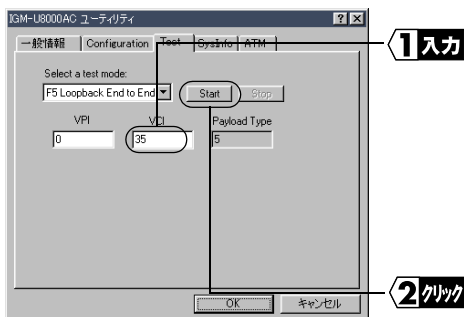 IGM-U8000AC ユーティリティ
一般情報 Configuration Test SysInfo ATM
1 入力
Select a test mode:
F5 Loopback End to End Start Stop
VPI VCI Payload Type
0 35 5
OK キャンセル
2 クリック